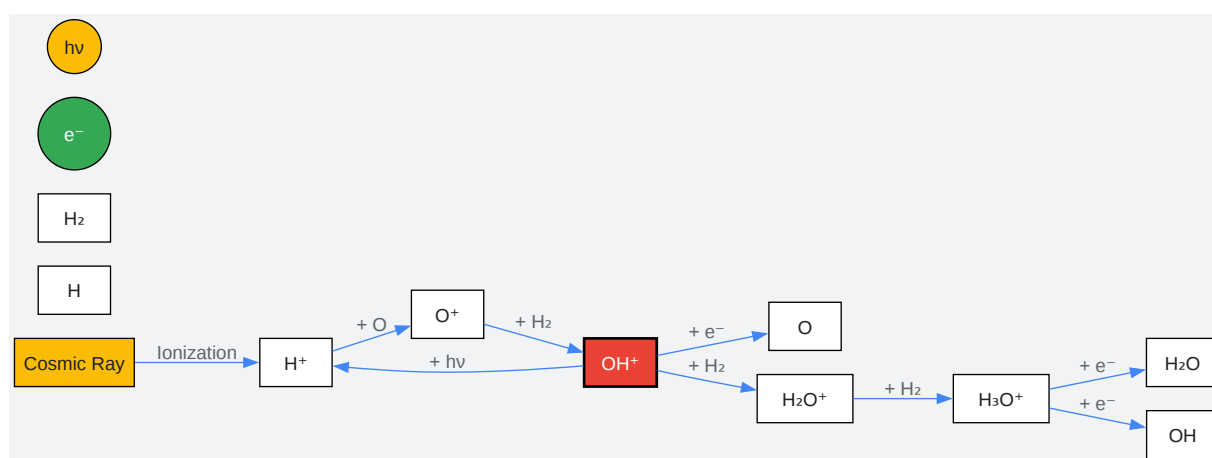 hν
e⁻
H₂
H
Cosmic Ray
Ionization
H⁺
+ O
O⁺
+ H₂
+ hν
OH⁺
+ e⁻
O
+ H₂
H₂O⁺
+ H₂
H₃O⁺
+ e⁻
H₂O
+ e⁻
OH